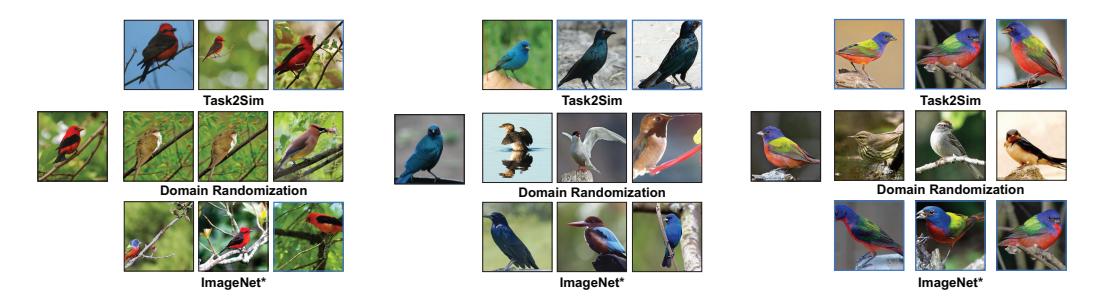 Task2Sim
Domain Randomization
ImageNet*
Task2Sim
Domain Randomization
ImageNet*
Task2Sim
Domain Randomization
ImageNet*